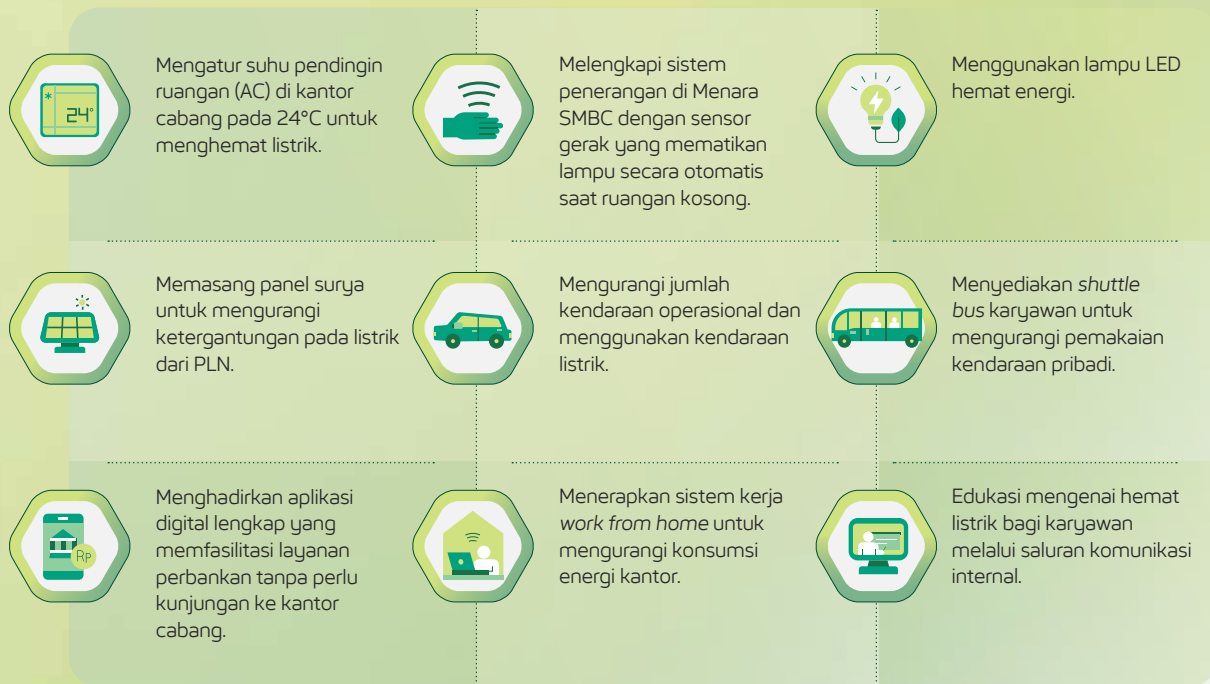 24°
Mengatur suhu pendingin
ruangan (AC) di kantor
cabang pada 24°C untuk
menghemat listrik.
Melengkapi sistem
penerangan di Menara
SMBC dengan sensor
gerak yang mematikan
lampu secara otomatis
saat ruangan kosong.
Menggunakan lampu LED
hemat energi.
Memasang panel surya
untuk mengurangi
ketergantungan pada listrik
dari PLN.
Mengurangi jumlah
kendaraan operasional dan
menggunakan kendaraan
listrik.
Menyediakan shuttle
bus karyawan untuk
mengurangi pemakaian
kendaraan pribadi.
Rp
Menghadirkan aplikasi
digital lengkap yang
memfasilitasi layanan
perbankan tanpa perlu
kunjungan ke kantor
cabang.
Menerapkan sistem kerja
work from home untuk
mengurangi konsumsi
energi kantor.
Edukasi mengenai hemat
listrik bagi karyawan
melalui saluran komunikasi
internal.